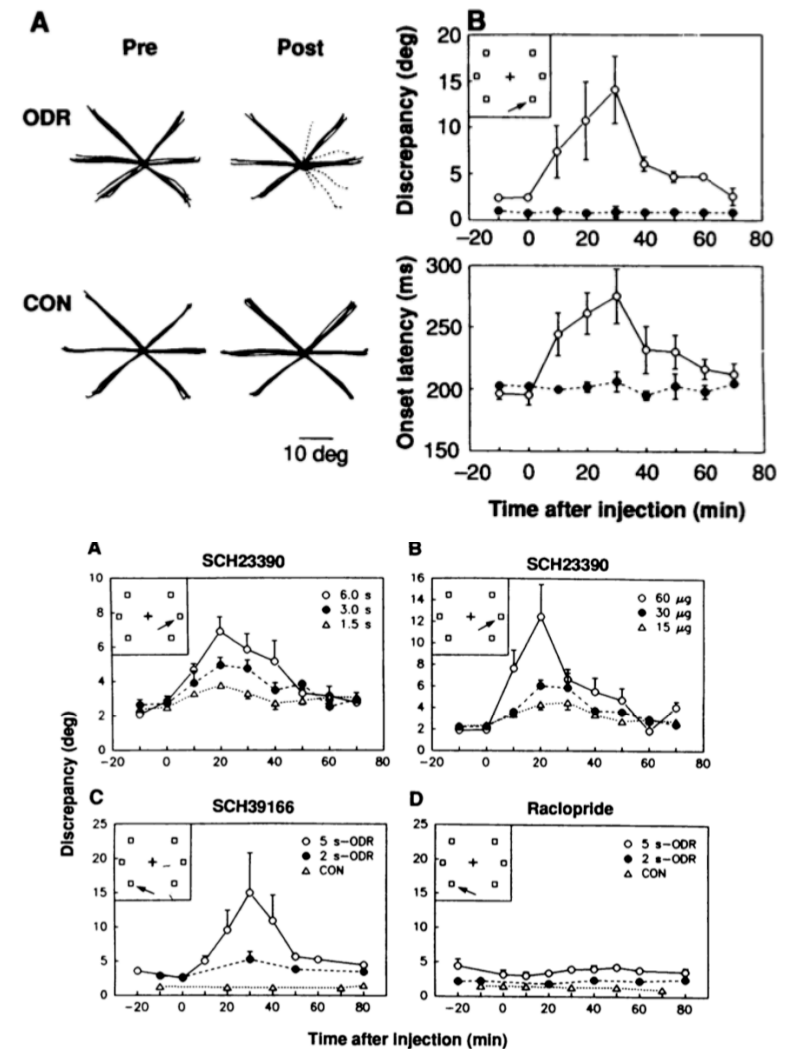 A
Pre Post
ODR
CON
10 deg
B
Discrepancy (deg)
20
15
10
5
0
−20 0 20 40 60 80
Onset latency (ms)
300
250
200
150
−20 0 20 40 60 80
Time after injection (min)
A
SCH23390
10
8
6
4
2
0
6.0 s
3.0 s
1.5 s
−20 0 20 40 60 80
B
SCH23390
16
14
12
10
8
6
4
2
0
60 μg
30 μg
15 μg
−20 0 20 40 60 80
Discrepancy (deg)
C
SCH39166
25
20
15
10
5
0
5 s−ODR
2 s−ODR
CON
−20 0 20 40 60 80
D
Raclopride
25
20
15
10
5
0
5 s−ODR
2 s−ODR
CON
−20 0 20 40 60 80
Time after injection (min)